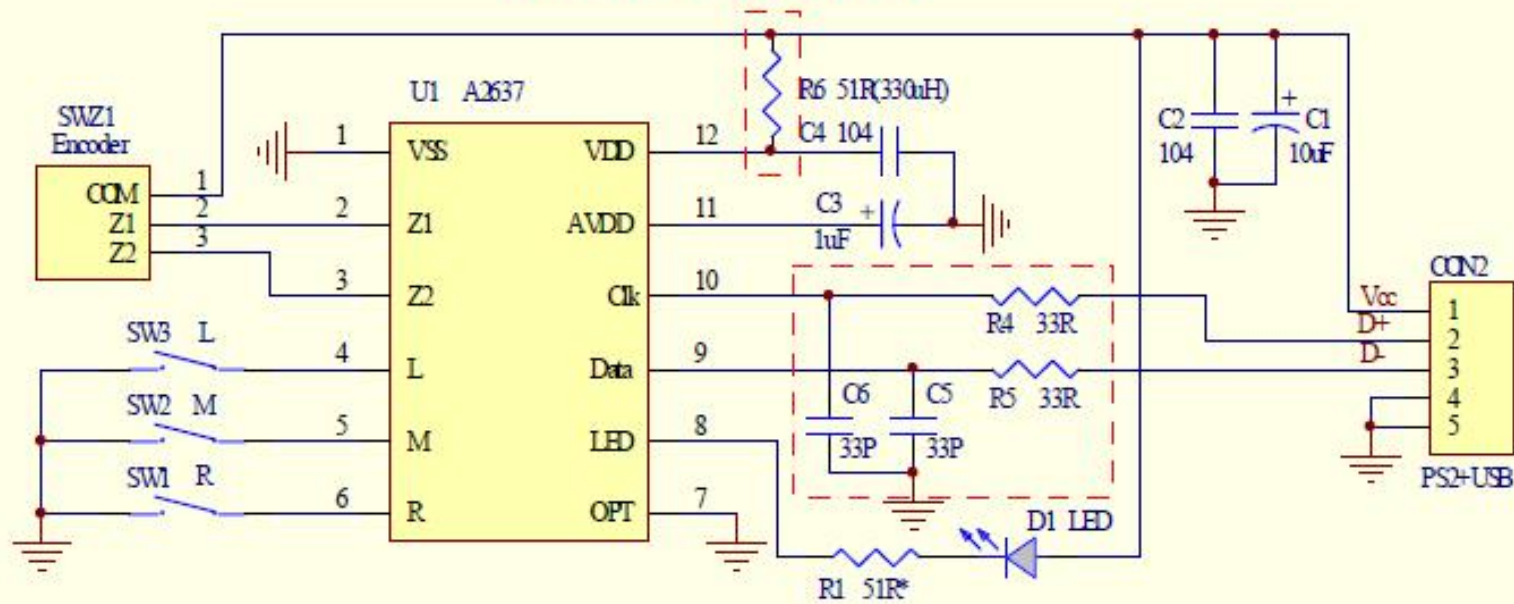 U1 A2637
SWZ1
Encoder
COM
Z1
Z2
1
2
3
1
2
3
4
5
6
VSS
Z1
Z2
L
M
R
VDD
AVDD
Clk
Data
LED
OPT
12
11
10
9
8
7
SW3 L
SW2 M
SW1 R
R6 51R(330uH)
C4 104
C3
+
1uF
R4 33R
R5 33R
C6
33P
C5
33P
D1 LED
R1 51R*
C2
104
+
C1
10uF
CON2
Vcc
D+
D-
1
2
3
4
5
PS2+USB